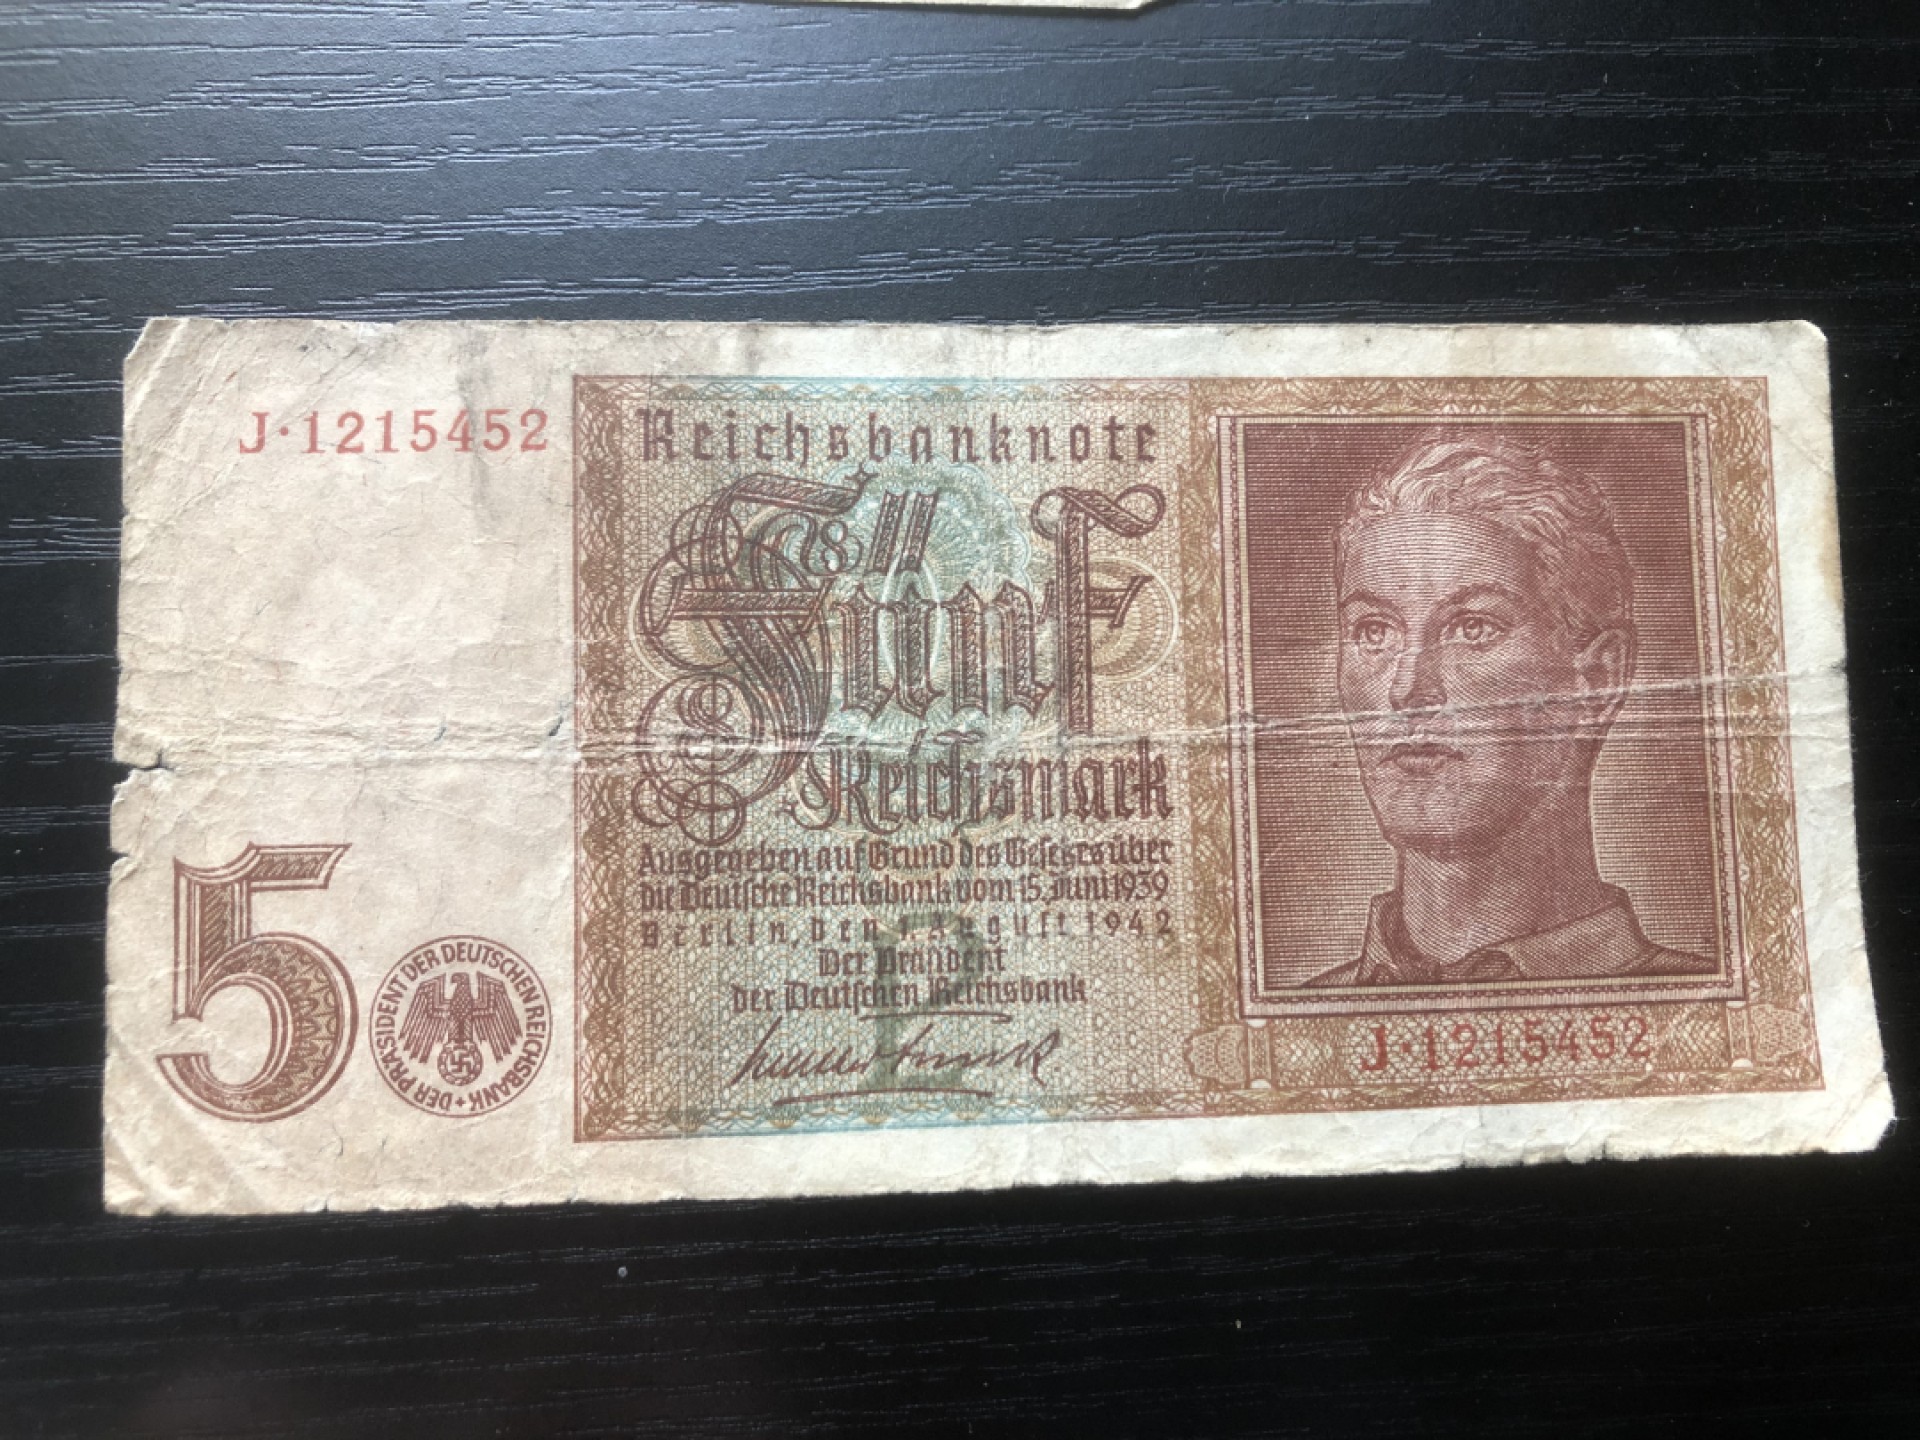 J·1215452
Reichsbanknote
Fünf
Reichsmark
Ausgegeben auf Grund des Gesetzes über
die Deutsche Reichsbank vom 15. Juni 1939
Berlin, den 1. August 1942
Der Präsident
der Deutschen Reichsbank
5
DER PRÄSIDENT DER DEUTSCHEN REICHSBANK +
J·1215452